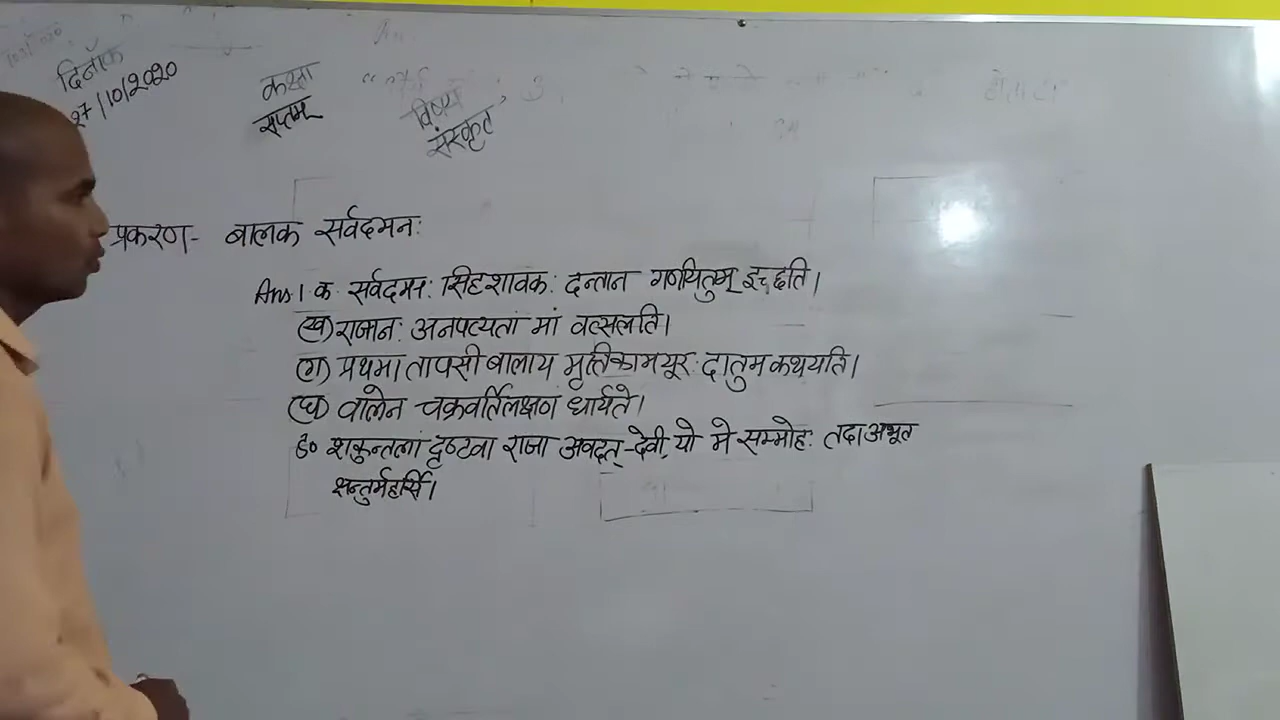 दिनाँक
27/10/2020
कक्षा
सप्तम्
विषय
संस्कृत
प्रकरण- बालक सर्वदमनः
Ans। क सर्वदमनः सिंहशावकः दन्तान गणयितुम् इच्छति।
(ख) राजानः अनपत्यतां मां वत्सलति।
(ग) प्रथमा तापसी बालाय मृत्तिकामयूरः दातुम कथयति।
(घ) वालेन चक्रवर्तिलक्षणं धार्यते।
ङ॰ शकुन्तलां दृष्टवा राजा अवदत्-देवी, यो मे सम्मोहः तदा अभूत
क्षन्तुर्महर्सि।